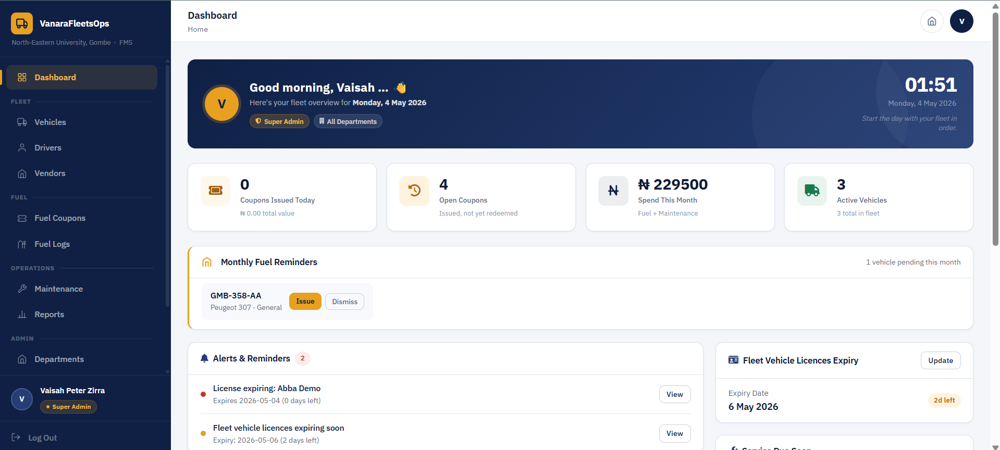 VanaraFleetsOps
North-Eastern University, Gombe · FMS
Dashboard
FLEET
Vehicles
Drivers
Vendors
FUEL
Fuel Coupons
Fuel Logs
OPERATIONS
Maintenance
Reports
ADMIN
Departments
V
Vaisah Peter Zirra
Super Admin
Log Out
Dashboard
Home
V
V
Good morning, Vaisah ... 👋
Here's your fleet overview for Monday, 4 May 2026
Super Admin
All Departments
01:51
Monday, 4 May 2026
Start the day with your fleet in
order.
0
Coupons Issued Today
₦ 0.00 total value
4
Open Coupons
Issued, not yet redeemed
₦
₦ 229500
Spend This Month
Fuel + Maintenance
3
Active Vehicles
3 total in fleet
Monthly Fuel Reminders
1 vehicle pending this month
GMB-358-AA
Peugeot 307 · General
Issue
Dismiss
Alerts & Reminders 2
License expiring: Abba Demo
Expires 2026-05-04 (0 days left)
View
Fleet vehicle licences expiring soon
Expiry: 2026-05-06 (2 days left)
View
Fleet Vehicle Licences Expiry
Update
Expiry Date
6 May 2026
2d left
Service Due Soon